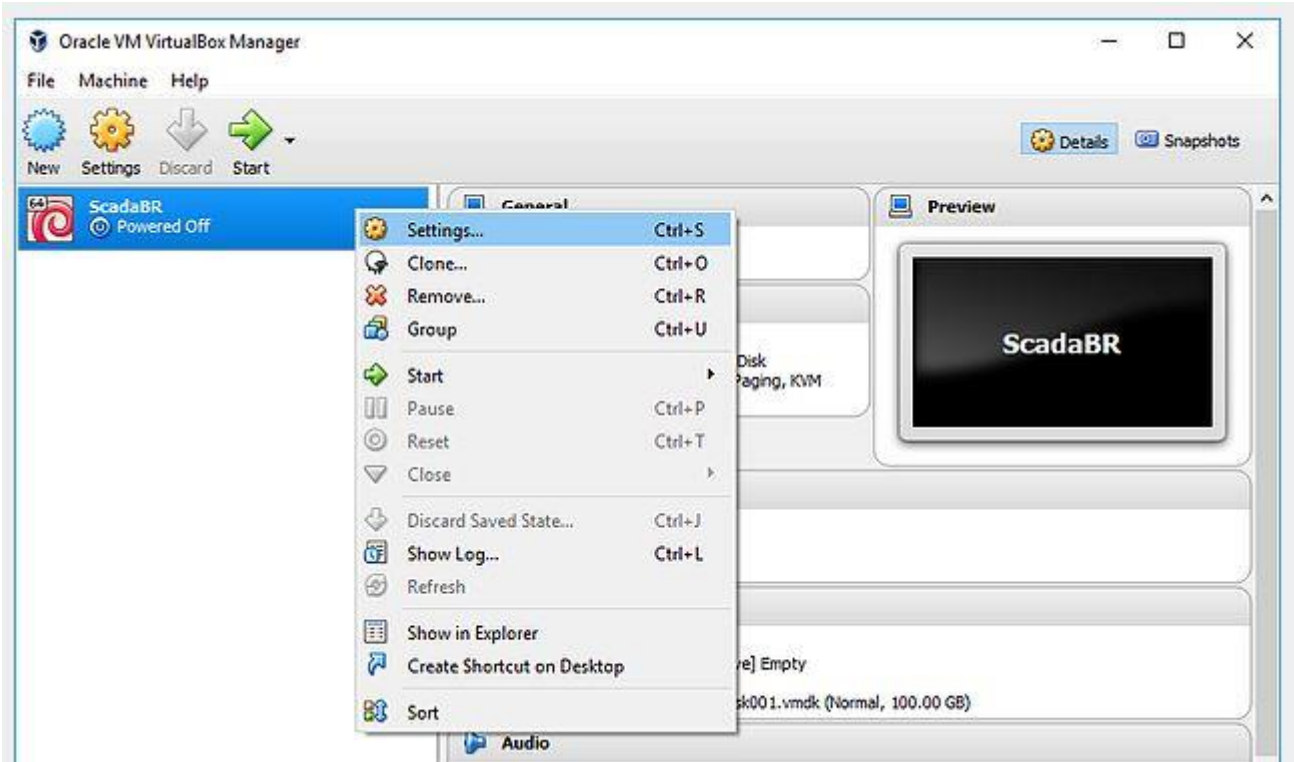 Oracle VM VirtualBox Manager
File Machine Help
New Settings Discard Start
Details Snapshots
64
ScadaBR
Powered Off
General
Preview
ScadaBR
Settings... Ctrl+S
Clone... Ctrl+O
Remove... Ctrl+R
Group Ctrl+U
Start
Pause Ctrl+P
Reset Ctrl+T
Close
Discard Saved State... Ctrl+J
Show Log... Ctrl+L
Refresh
Show in Explorer
Create Shortcut on Desktop
Sort
Disk
Paging, KVM
Empty
sk001.vmdk (Normal, 100.00 GB)
Audio